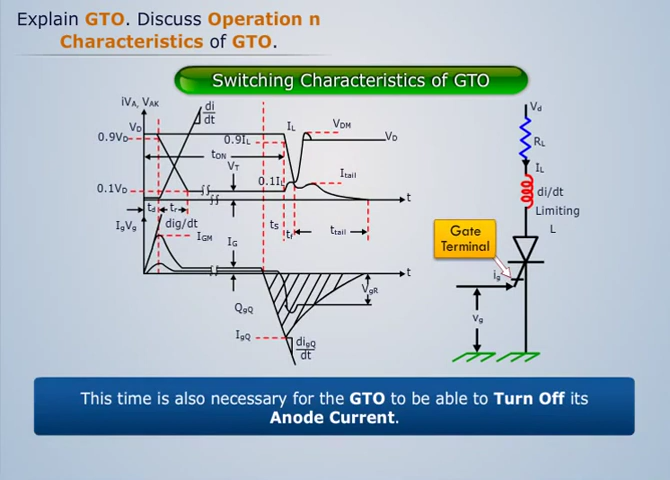 Explain GTO. Discuss Operation n
Characteristics of GTO.
Switching Characteristics of GTO
iVA, VAK
di
dt
VD
0.9VD
0.9IL
IL
VDM
VD
tON
VT
0.1VD
0.1IL
Itail
t
td
tr
ts
tf
ttail
IgVg
dig/dt
IGM
IG
t
VgR
QgQ
IgQ
digQ
dt
Vd
RL
IL
di/dt
Limiting
L
Gate
Terminal
ig
Vg
This time is also necessary for the GTO to be able to Turn Off its
Anode Current.